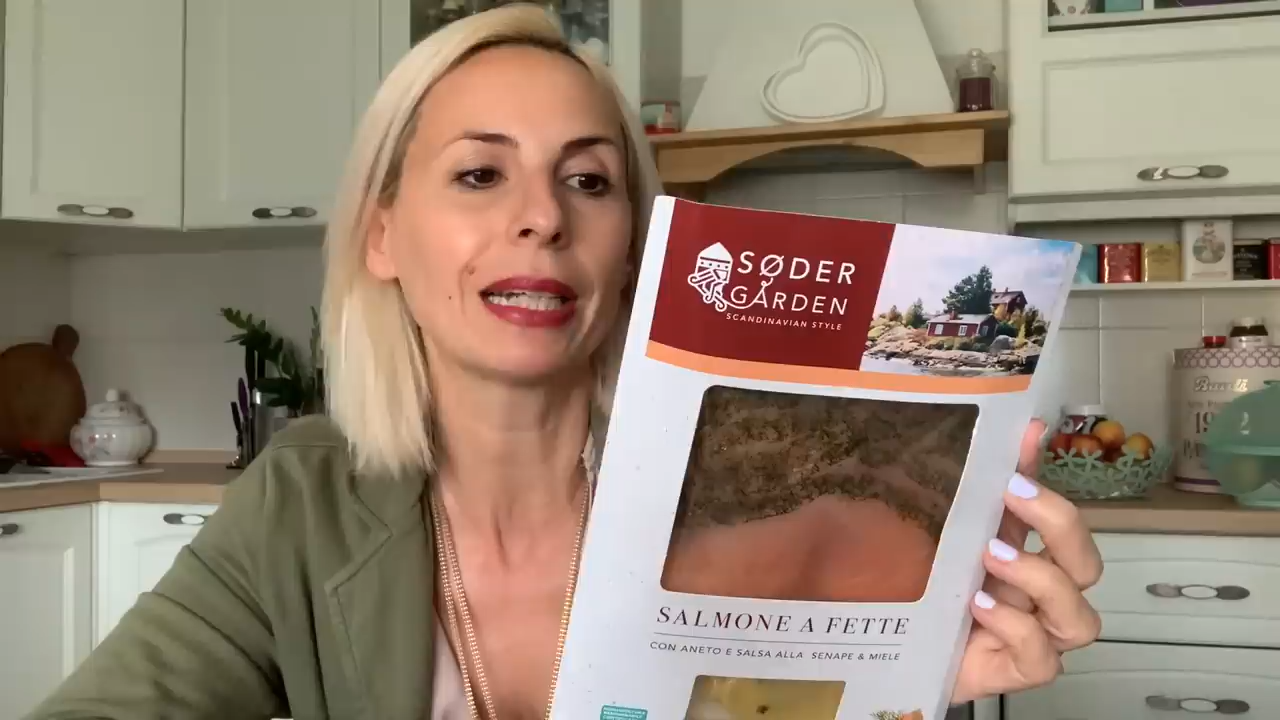 SØDER
GÅRDEN
SCANDINAVIAN STYLE
SALMONE A FETTE
CON ANETO E SALSA ALLA SENAPE & MIELE